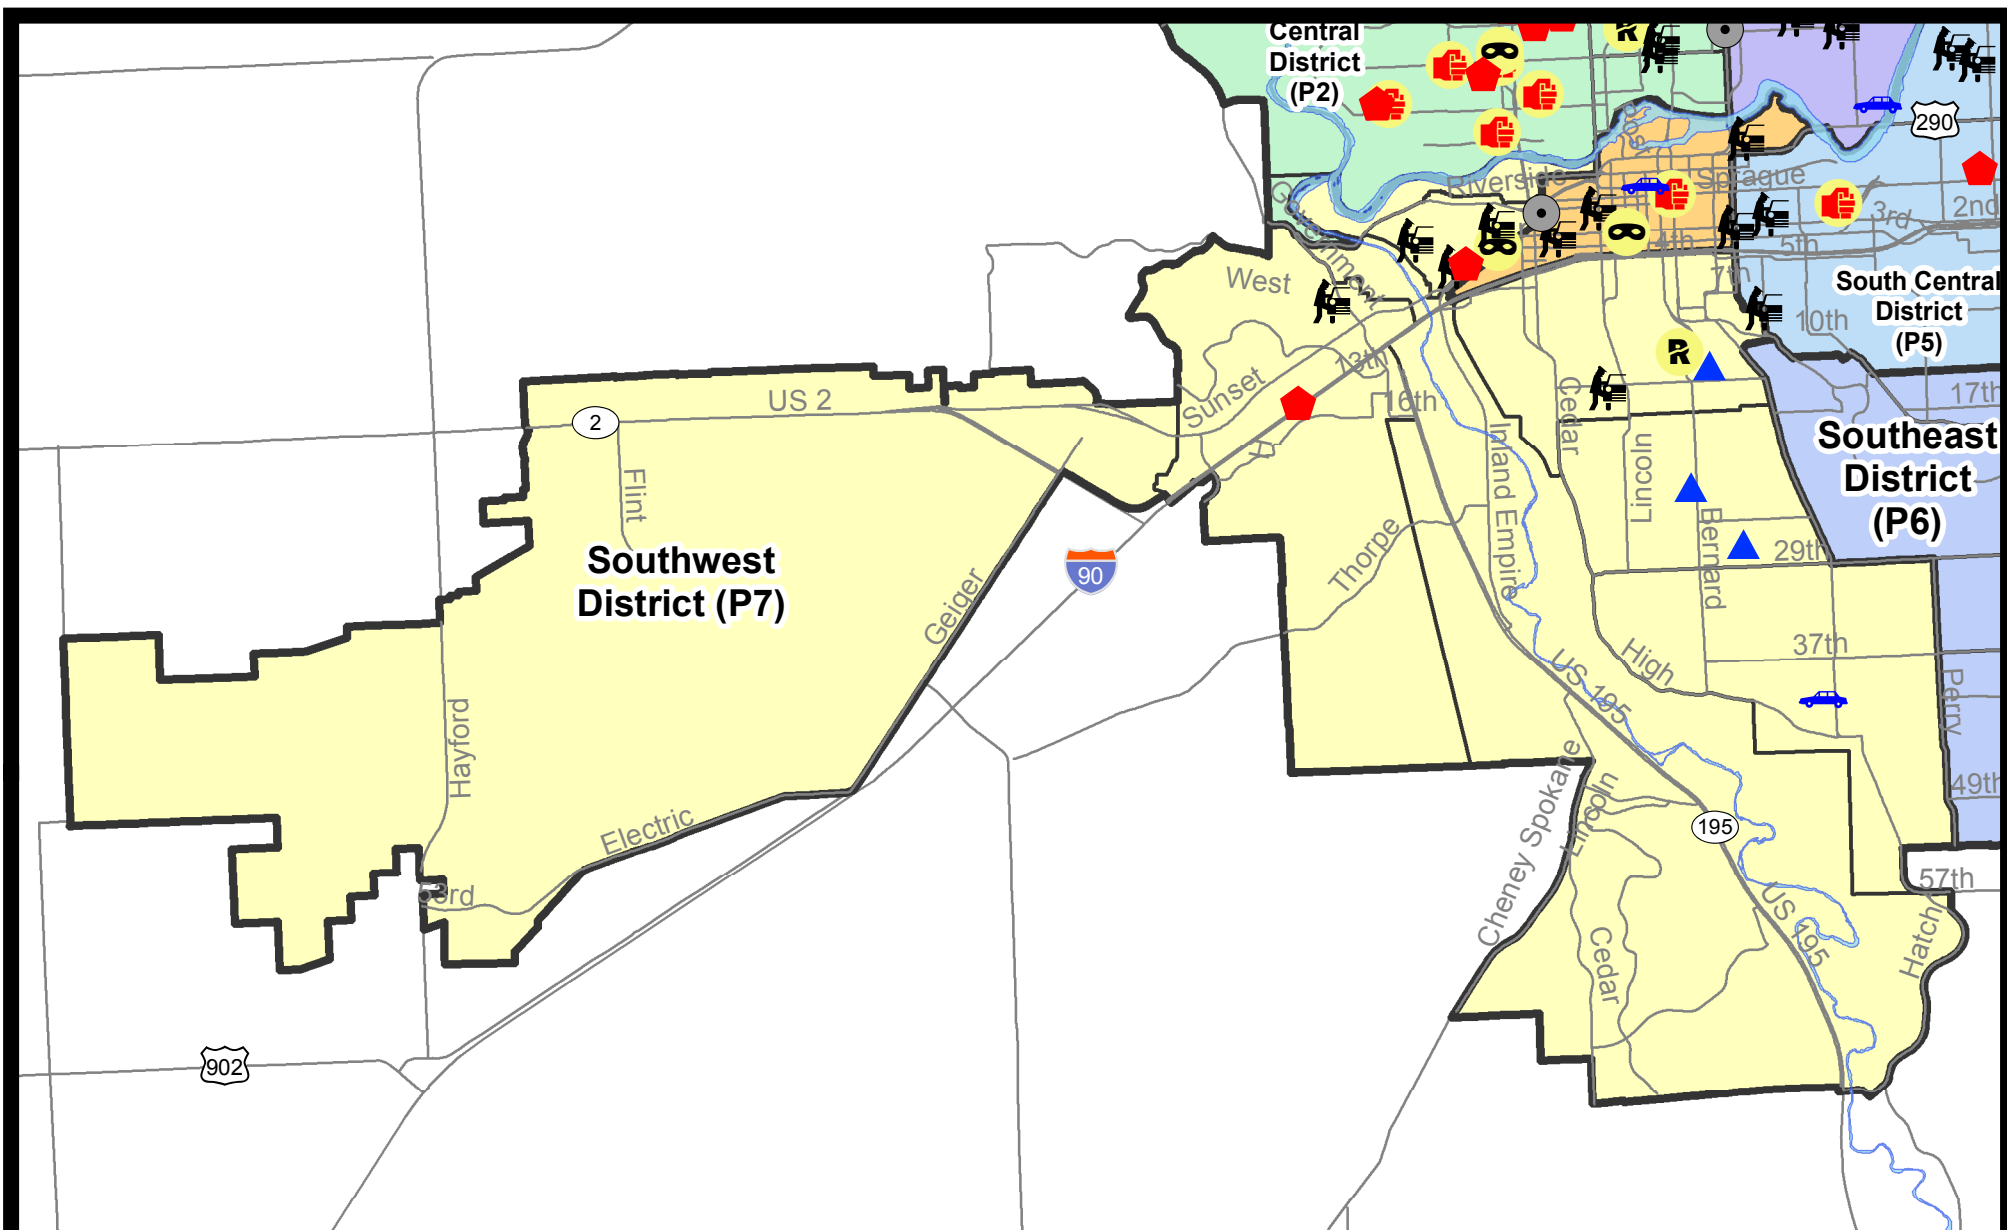 Central
District
(P2)
290
Post
Riverside
Sprague
Government
3rd
2nd
4th
5th
7th
West
South Central
District
(P5)
10th
13th
Sunset
16th
17th
US 2
2
Cedar
Lincoln
Inland Empire
Southeast
District
(P6)
Flint
Bernard
29th
Thorpe
Southwest
District (P7)
90
Geiger
High
37th
Perry
US 195
Hayford
Cheney Spokane
Lincoln
49th
195
Electric
53rd
57th
US 195
Hatch
Cedar
902